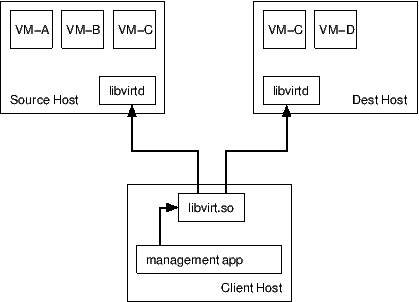 VM-A VM-B VM-C
libvirtd
Source Host
VM-C VM-D
libvirtd
Dest Host
libvirt.so
management app
Client Host